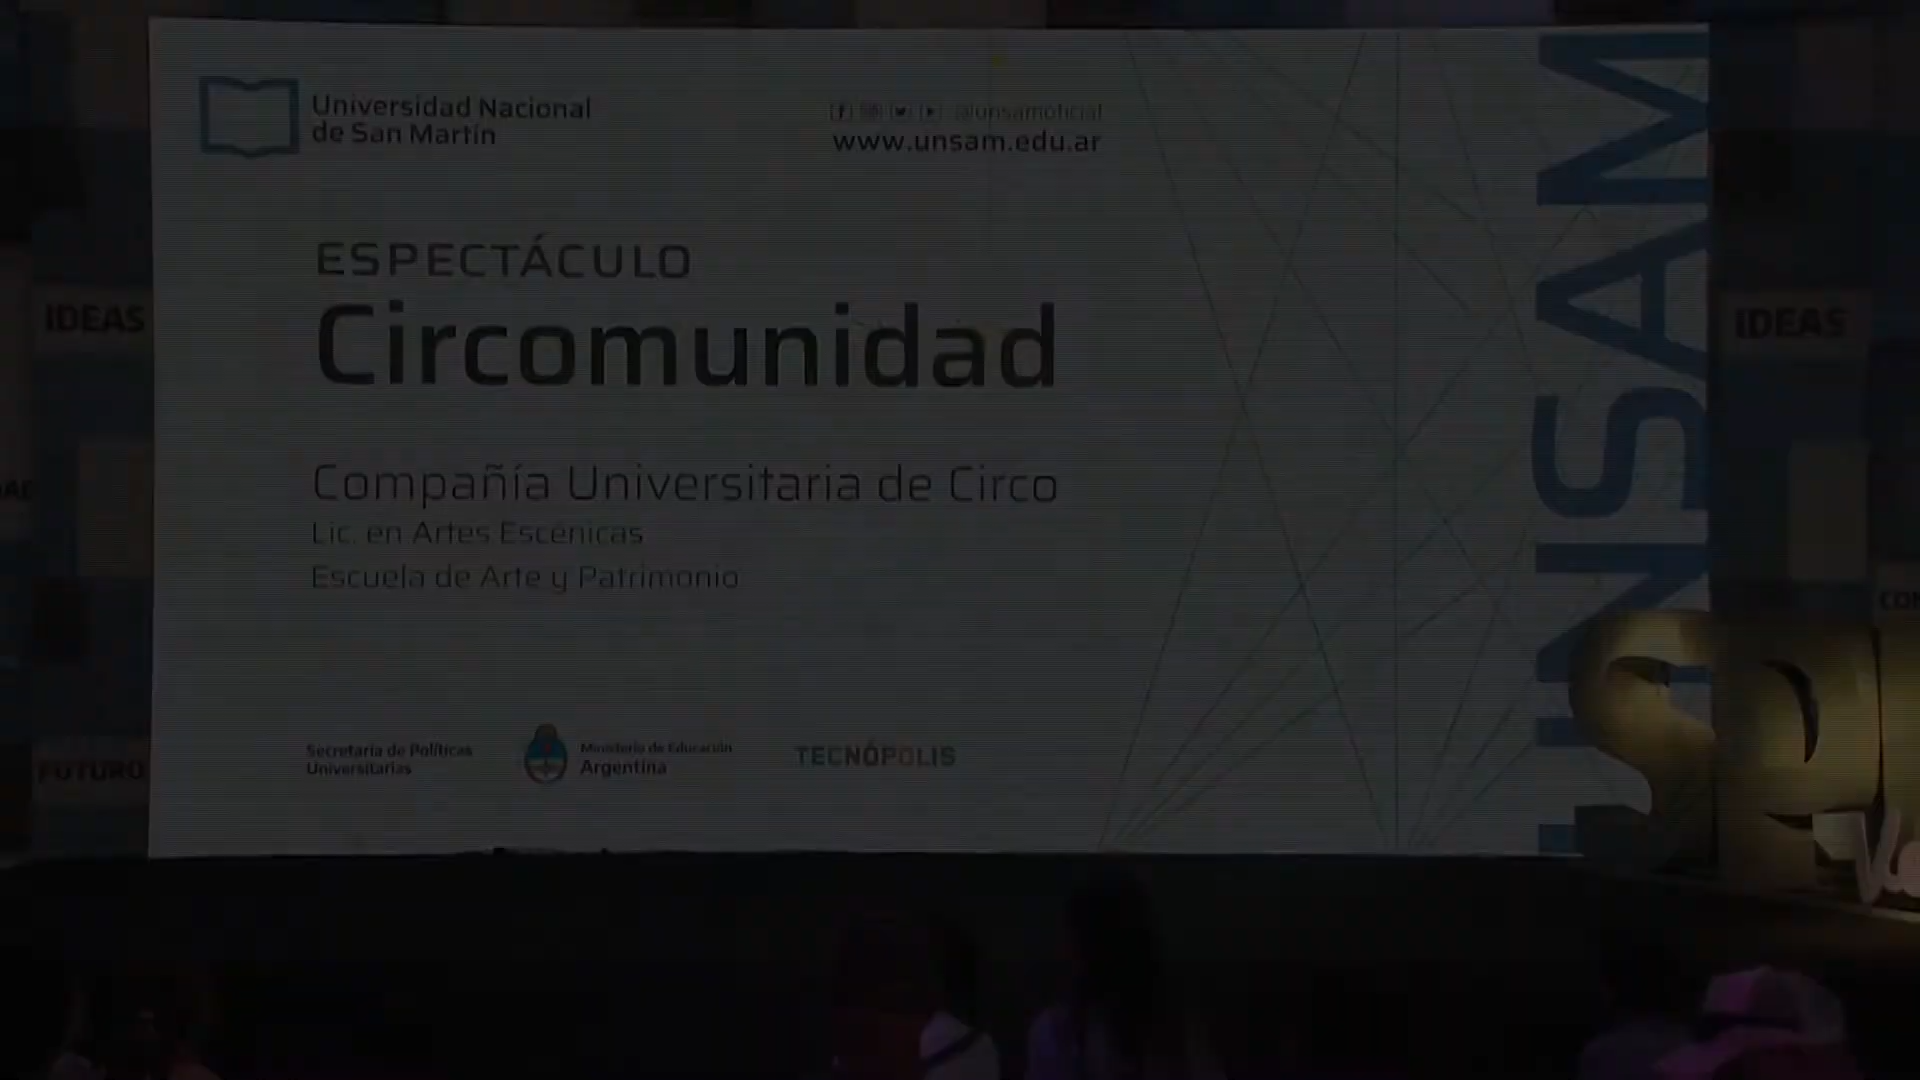 Universidad Nacional
de San Martín
@unsamoficial
www.unsam.edu.ar
ESPECTÁCULO
Circomunidad
Compañía Universitaria de Circo
Lic. en Artes Escénicas
Escuela de Arte y Patrimonio
Secretaría de Políticas
Universitarias
Ministerio de Educación
Argentina
TECNÓPOLIS
UNSAM
IDEAS
FUTURO
IDEAS